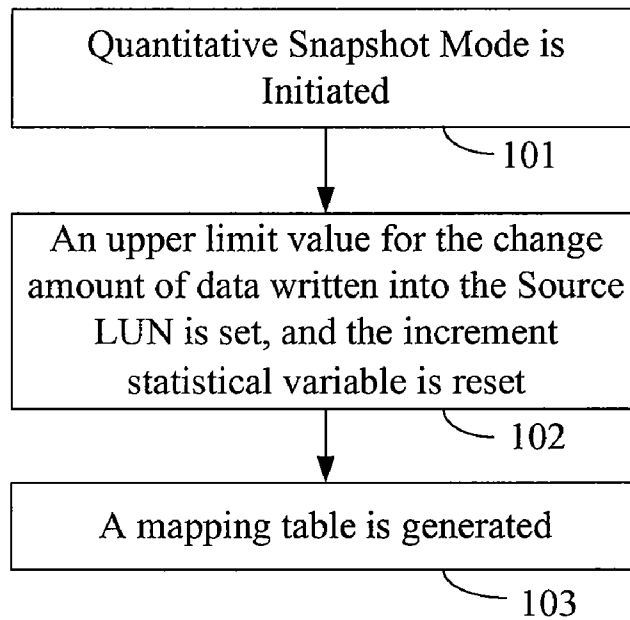 Quantitative Snapshot Mode is
Initiated
101
An upper limit value for the change
amount of data written into the Source
LUN is set, and the increment
statistical variable is reset
102
A mapping table is generated
103